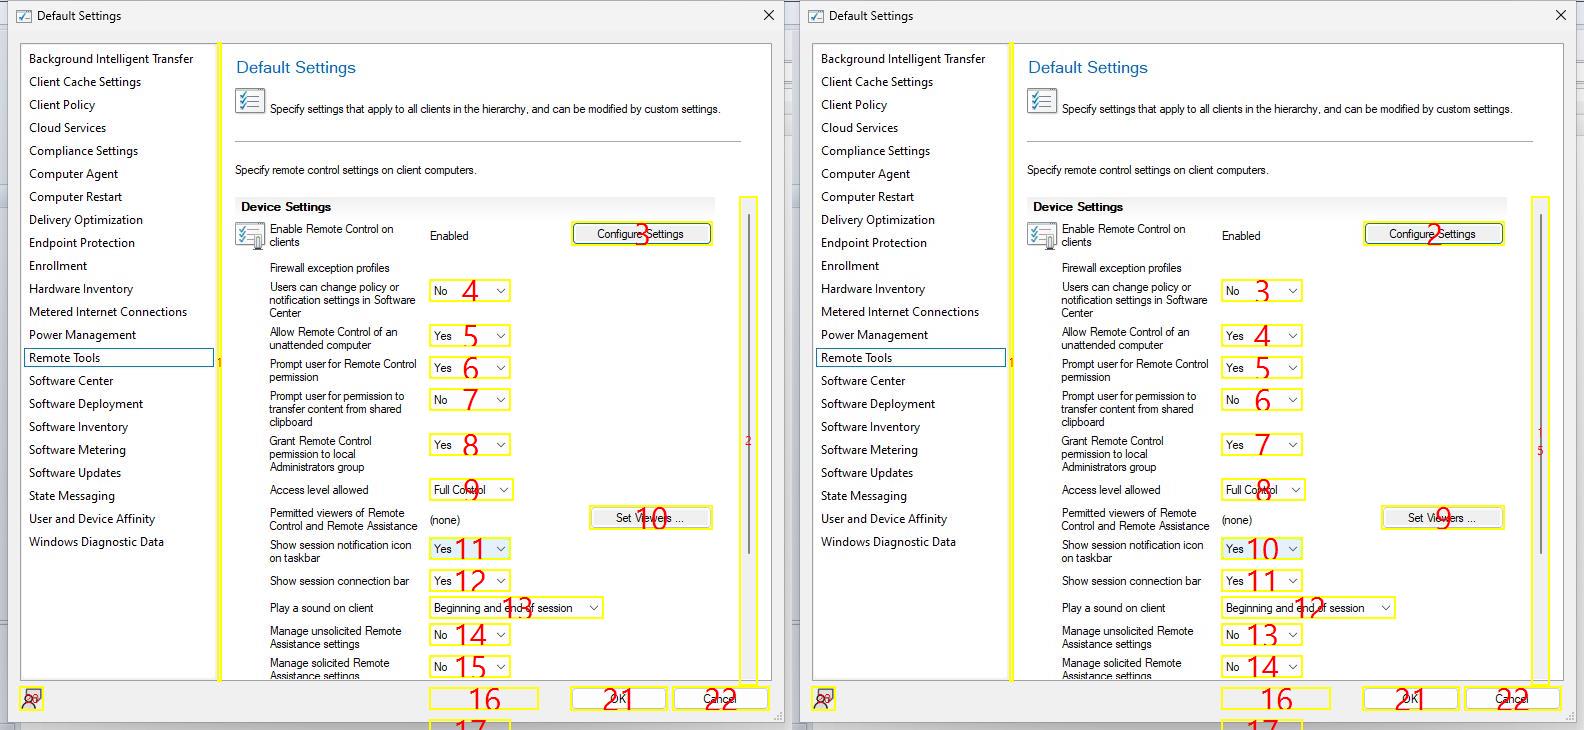 Default Settings
Background Intelligent Transfer
Client Cache Settings
Client Policy
Cloud Services
Compliance Settings
Computer Agent
Computer Restart
Delivery Optimization
Endpoint Protection
Enrollment
Hardware Inventory
Metered Internet Connections
Power Management
Remote Tools
Software Center
Software Deployment
Software Inventory
Software Metering
Software Updates
State Messaging
User and Device Affinity
Windows Diagnostic Data
1
Default Settings
Specify settings that apply to all clients in the hierarchy, and can be modified by custom settings.
Specify remote control settings on client computers.
Device Settings
Enable Remote Control on
clients
Enabled
Configure Settings
3
Firewall exception profiles
Users can change policy or
notification settings in Software
Center
No
4
Allow Remote Control of an
unattended computer
Yes
5
Prompt user for Remote Control
permission
Yes
6
Prompt user for permission to
transfer content from shared
clipboard
No
7
Grant Remote Control
permission to local
Administrators group
Yes
8
2
Access level allowed
Full Control
9
Permitted viewers of Remote
Control and Remote Assistance
(none)
Set Viewers ...
10
Show session notification icon
on taskbar
Yes
11
Show session connection bar
Yes
12
Play a sound on client
Beginning and end of session
13
Manage unsolicited Remote
Assistance settings
No
14
Manage solicited Remote
Assistance settings
No
15
16
OK
21
Cancel
22
17
Default Settings
Background Intelligent Transfer
Client Cache Settings
Client Policy
Cloud Services
Compliance Settings
Computer Agent
Computer Restart
Delivery Optimization
Endpoint Protection
Enrollment
Hardware Inventory
Metered Internet Connections
Power Management
Remote Tools
Software Center
Software Deployment
Software Inventory
Software Metering
Software Updates
State Messaging
User and Device Affinity
Windows Diagnostic Data
1
Default Settings
Specify settings that apply to all clients in the hierarchy, and can be modified by custom settings.
Specify remote control settings on client computers.
Device Settings
Enable Remote Control on
clients
Enabled
Configure Settings
2
Firewall exception profiles
Users can change policy or
notification settings in Software
Center
No
3
Allow Remote Control of an
unattended computer
Yes
4
Prompt user for Remote Control
permission
Yes
5
Prompt user for permission to
transfer content from shared
clipboard
No
6
Grant Remote Control
permission to local
Administrators group
Yes
7
1
5
Access level allowed
Full Control
8
Permitted viewers of Remote
Control and Remote Assistance
(none)
Set Viewers ...
9
Show session notification icon
on taskbar
Yes
10
Show session connection bar
Yes
11
Play a sound on client
Beginning and end of session
12
Manage unsolicited Remote
Assistance settings
No
13
Manage solicited Remote
Assistance settings
No
14
16
OK
21
Cancel
22
17